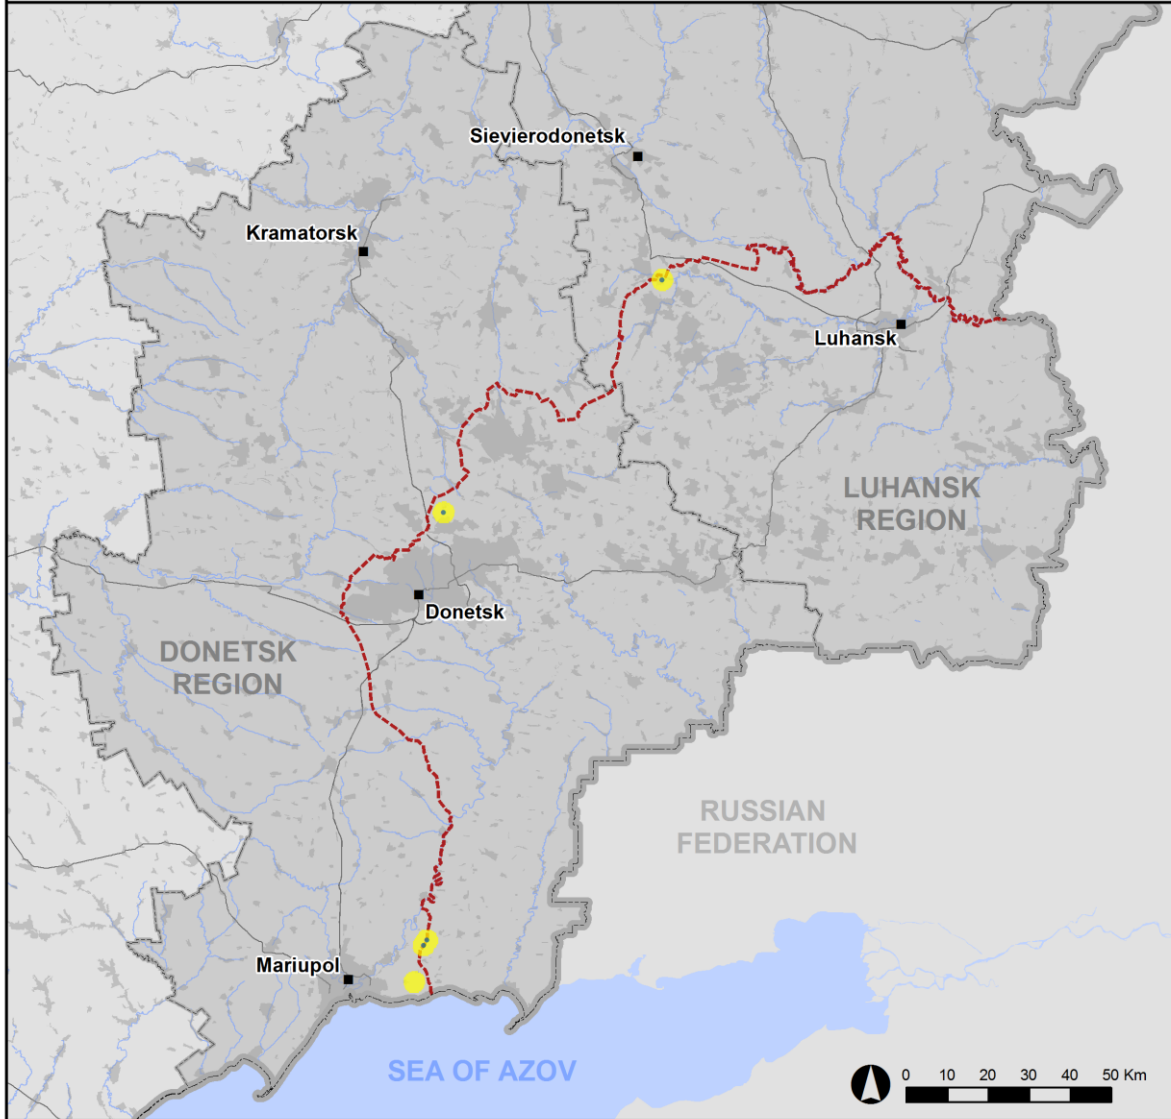 Sievierodonetsk
Kramatorsk
Luhansk
LUHANSK
REGION
Donetsk
DONETSK
REGION
RUSSIAN
FEDERATION
Mariupol
SEA OF AZOV
0 10 20 30 40 50 Km